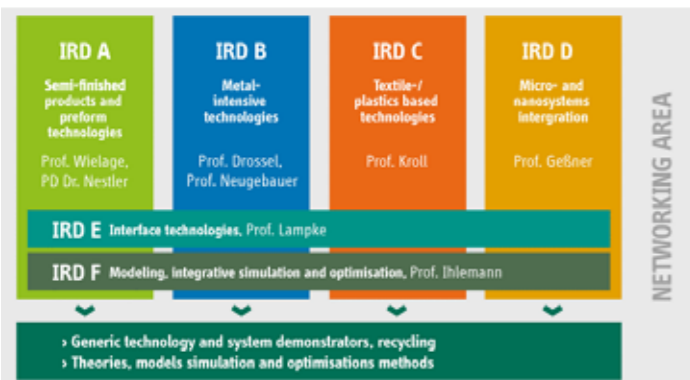 IRD A
Semi-finished
products and
preform
technologies
Prof. Wielage,
PD Dr. Nestler
IRD B
Metal-
intensive
technologies
Prof. Drossel,
Prof. Neugebauer
IRD C
Textile-/
plastics based
technologies
Prof. Kroll
IRD D
Micro- and
nanosystems
intergration
Prof. Geßner
IRD E Interface technologies, Prof. Lampke
IRD F Modeling, integrative simulation and optimisation, Prof. Ihlemann
› Generic technology and system demonstrators, recycling
› Theories, models simulation and optimisations methods
NETWORKING AREA